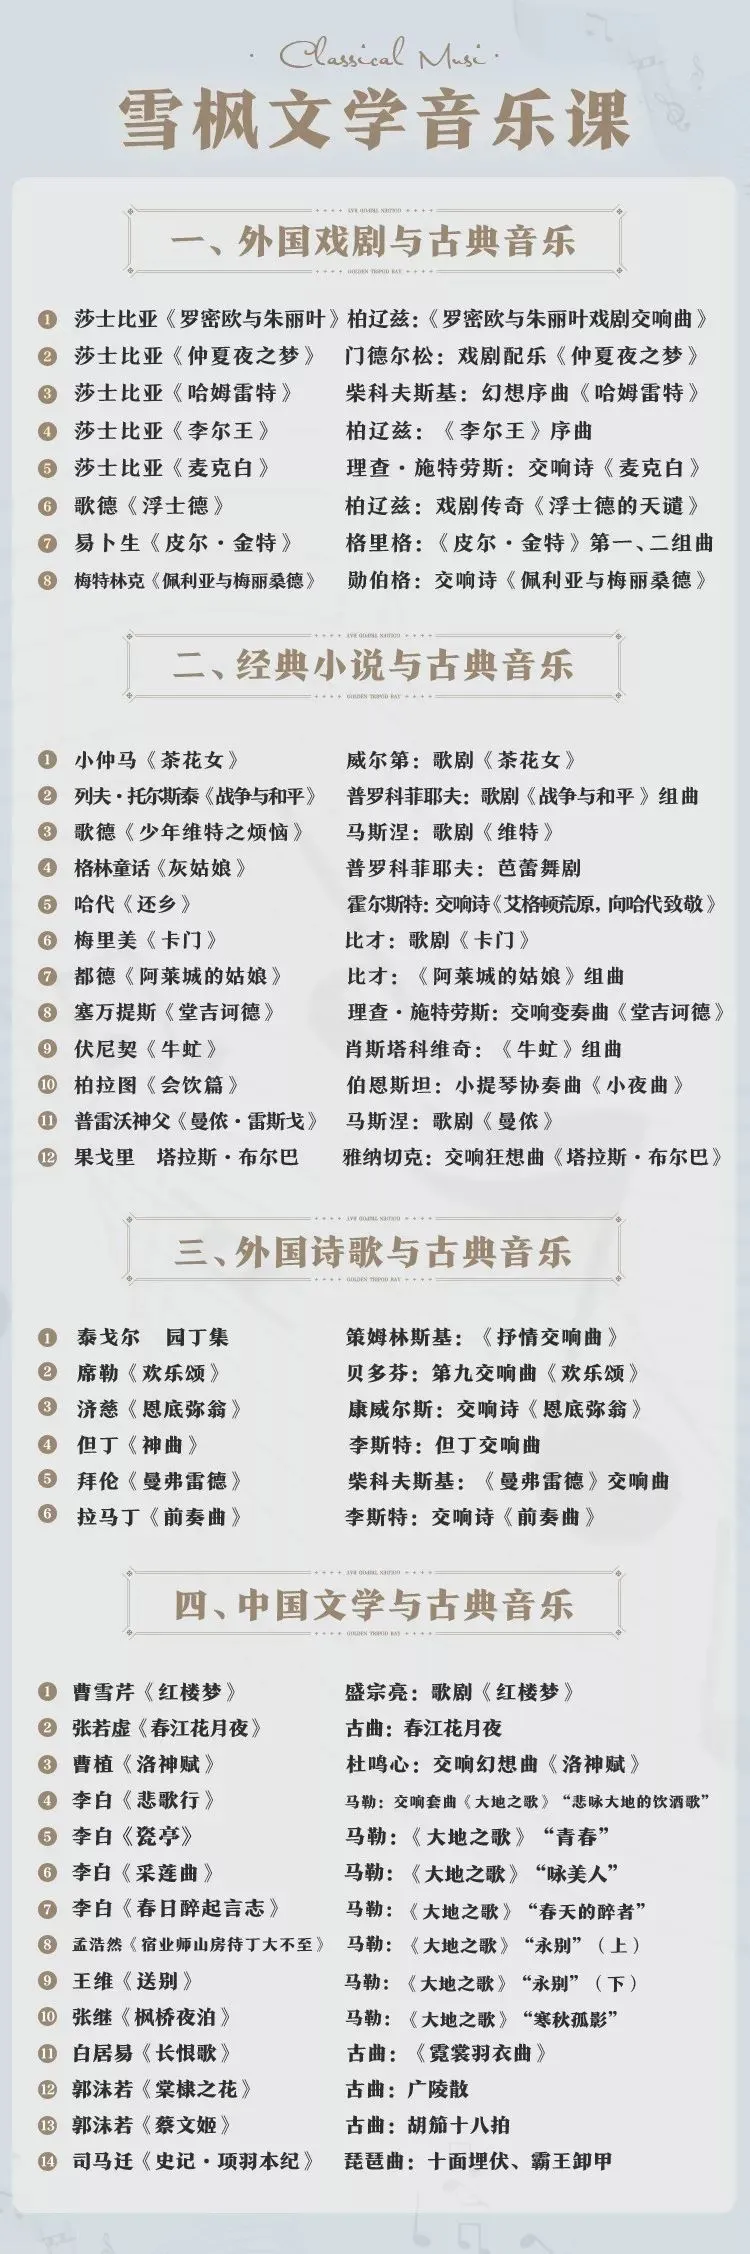 Classical Musi
雪枫文学音乐课
一、外国戏剧与古典音乐
GOLDEN TRIPOD BAY
1 莎士比亚《罗密欧与朱丽叶》柏辽兹:《罗密欧与朱丽叶戏剧交响曲》
2 莎士比亚《仲夏夜之梦》 门德尔松: 戏剧配乐《仲夏夜之梦》
3 莎士比亚《哈姆雷特》 柴科夫斯基: 幻想序曲《哈姆雷特》
4 莎士比亚《李尔王》 柏辽兹: 《李尔王》序曲
5 莎士比亚《麦克白》 理查·施特劳斯: 交响诗《麦克白》
6 歌德《浮士德》 柏辽兹: 戏剧传奇《浮士德的天谴》
7 易卜生《皮尔·金特》 格里格: 《皮尔·金特》第一、二组曲
8 梅特林克《佩利亚与梅丽桑德》 勋伯格: 交响诗《佩利亚与梅丽桑德》
GOLDEN TRIPOD BAY
二、经典小说与古典音乐
GOLDEN TRIPOD BAY
1 小仲马《茶花女》 威尔第: 歌剧《茶花女》
2 列夫·托尔斯泰《战争与和平》 普罗科菲耶夫: 歌剧《战争与和平》组曲
3 歌德《少年维特之烦恼》 马斯涅: 歌剧《维特》
4 格林童话《灰姑娘》 普罗科菲耶夫: 芭蕾舞剧
5 哈代《还乡》 霍尔斯特: 交响诗《艾格顿荒原, 向哈代致敬》
6 梅里美《卡门》 比才: 歌剧《卡门》
7 都德《阿莱城的姑娘》 比才: 《阿莱城的姑娘》组曲
8 塞万提斯《堂吉诃德》 理查·施特劳斯: 交响变奏曲《堂吉诃德》
9 伏尼契《牛虻》 肖斯塔科维奇: 《牛虻》组曲
10 柏拉图《会饮篇》 伯恩斯坦: 小提琴协奏曲《小夜曲》
11 普雷沃神父《曼侬·雷斯戈》 马斯涅: 歌剧《曼侬》
12 果戈里 塔拉斯·布尔巴 雅纳切克: 交响狂想曲《塔拉斯·布尔巴》
GOLDEN TRIPOD BAY
三、外国诗歌与古典音乐
GOLDEN TRIPOD BAY
1 泰戈尔 园丁集 策姆林斯基: 《抒情交响曲》
2 席勒《欢乐颂》 贝多芬: 第九交响曲《欢乐颂》
3 济慈《恩底弥翁》 康威尔斯: 交响诗《恩底弥翁》
4 但丁《神曲》 李斯特: 但丁交响曲
5 拜伦《曼弗雷德》 柴科夫斯基: 《曼弗雷德》交响曲
6 拉马丁《前奏曲》 李斯特: 交响诗《前奏曲》
GOLDEN TRIPOD BAY
四、中国文学与古典音乐
GOLDEN TRIPOD BAY
1 曹雪芹《红楼梦》 盛宗亮: 歌剧《红楼梦》
2 张若虚《春江花月夜》 古曲: 春江花月夜
3 曹植《洛神赋》 杜鸣心: 交响幻想曲《洛神赋》
4 李白《悲歌行》 马勒: 交响套曲《大地之歌》“悲咏大地的饮酒歌”
5 李白《瓷亭》 马勒: 《大地之歌》“青春”
6 李白《采莲曲》 马勒: 《大地之歌》“咏美人”
7 李白《春日醉起言志》 马勒: 《大地之歌》“春天的醉者”
8 孟浩然《宿业师山房待丁大不至》 马勒: 《大地之歌》“永别”(上)
9 王维《送别》 马勒: 《大地之歌》“永别”(下)
10 张继《枫桥夜泊》 马勒: 《大地之歌》“寒秋孤影”
11 白居易《长恨歌》 古曲: 《霓裳羽衣曲》
12 郭沫若《棠棣之花》 古曲: 广陵散
13 郭沫若《蔡文姬》 古曲: 胡笳十八拍
14 司马迁《史记·项羽本纪》 琵琶曲: 十面埋伏、霸王卸甲